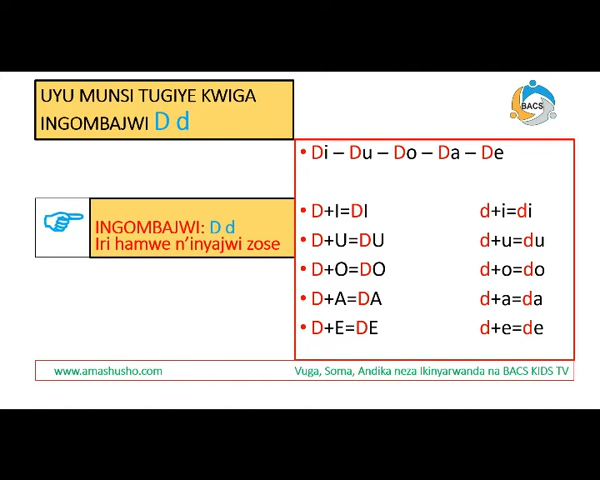 UYU MUNSI TUGIYE KWIGA
INGOMBAJWI D d
BACS
• Di – Du – Do – Da – De
INGOMBAJWI: D d
Iri hamwe n'inyajwi zose
• D+I=DI d+i=di
• D+U=DU d+u=du
• D+O=DO d+o=do
• D+A=DA d+a=da
• D+E=DE d+e=de
www.amashusho.com
Vuga, Soma, Andika neza Ikinyarwanda na BACS KIDS TV